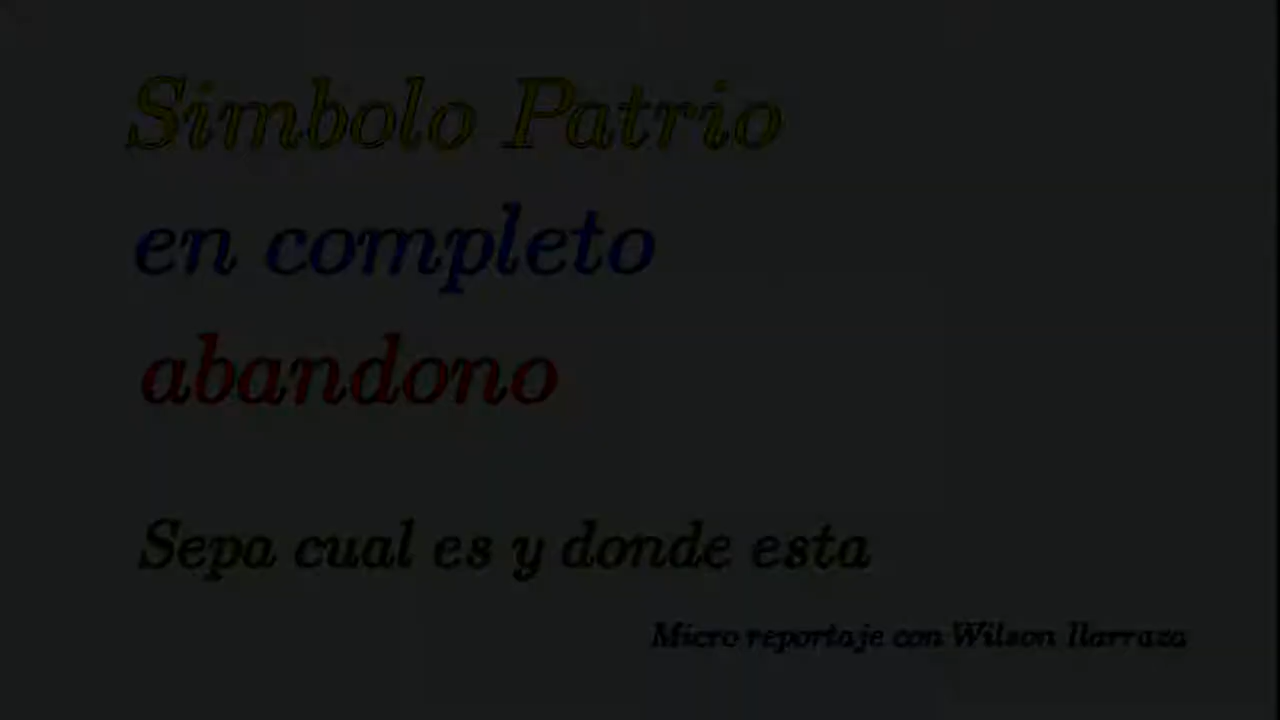 Simbolo Patrio
en completo
abandono
Sepa cual es y donde esta
Micro reportaje con Wilson Ilarraza